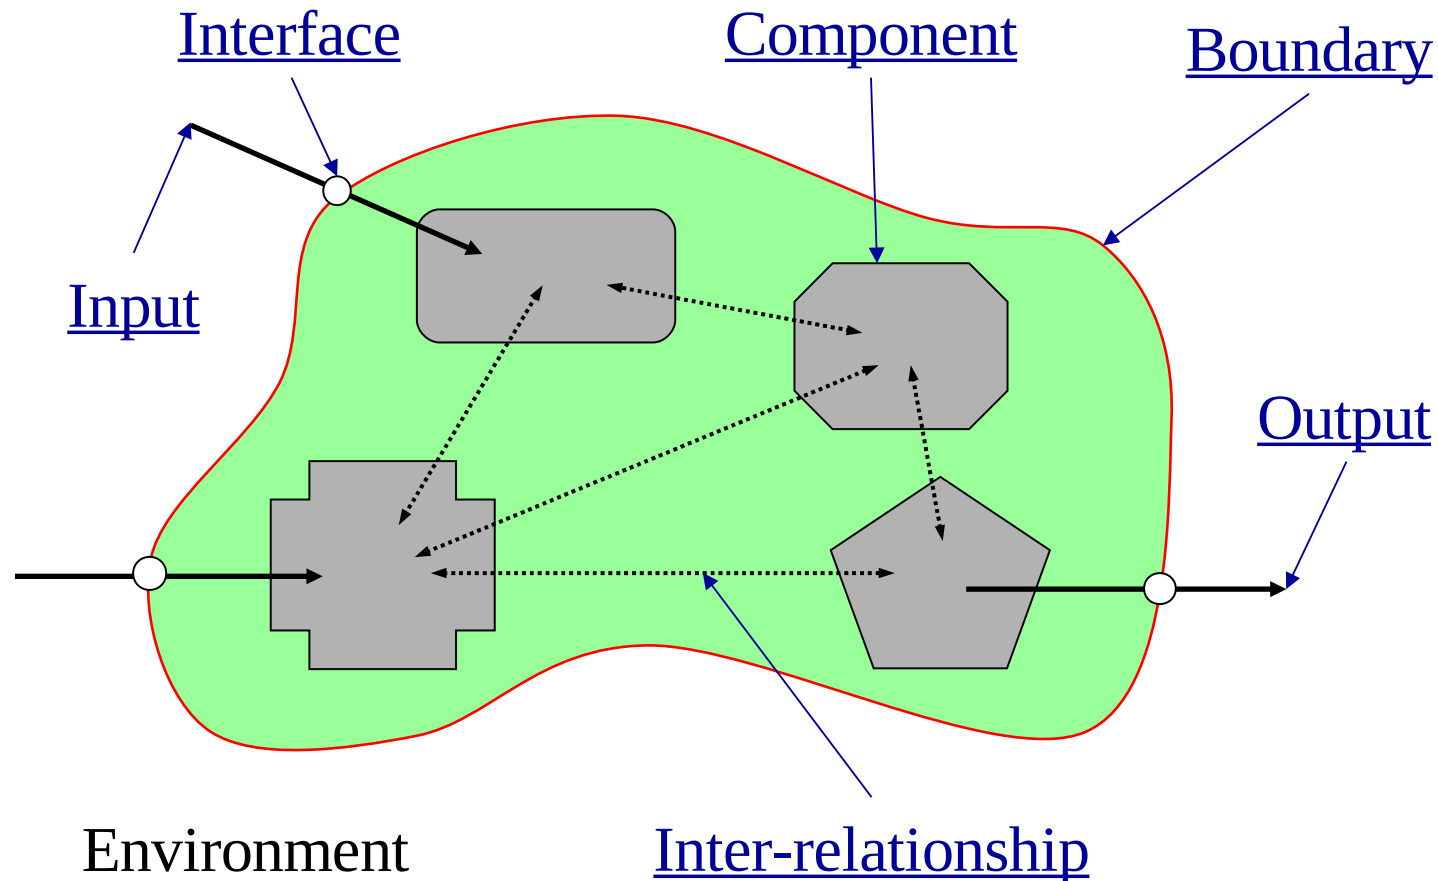 Interface
Component
Boundary
Input
Output
Environment
Inter-relationship